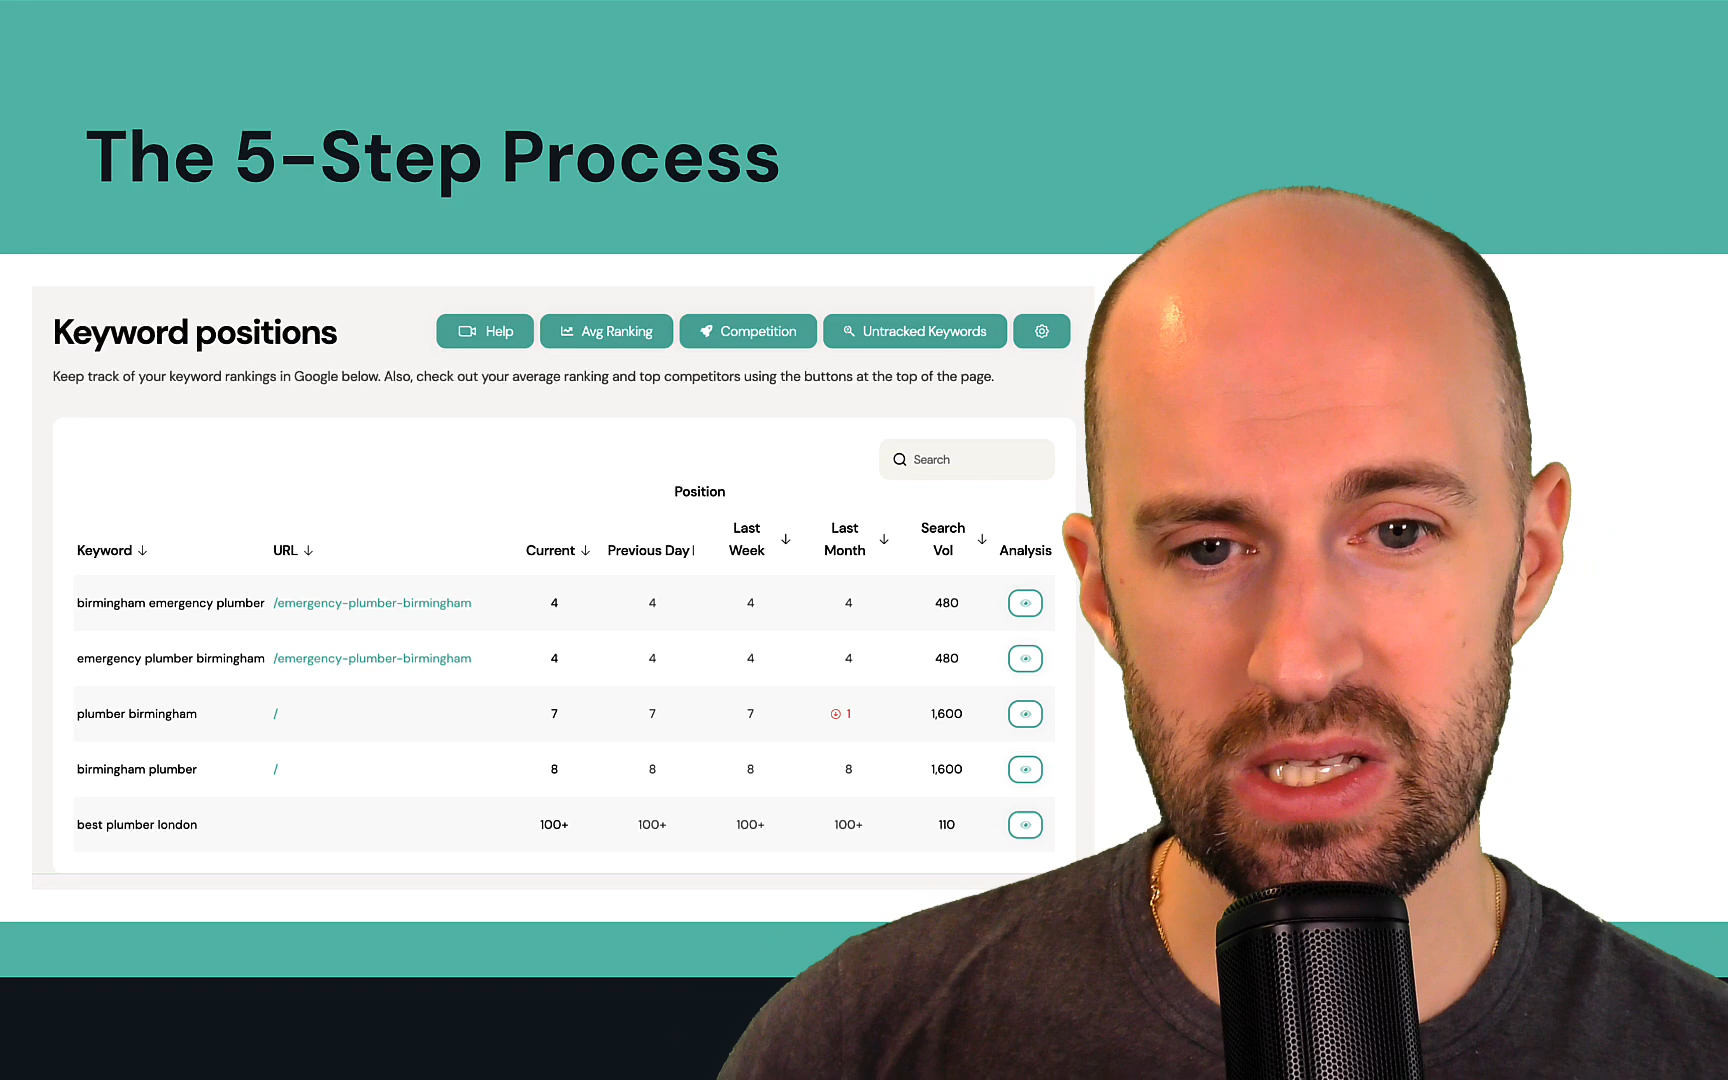 The 5-Step Process
Keyword positions
Help
Avg Ranking
Competition
Untracked Keywords
Keep track of your keyword rankings in Google below. Also, check out your average ranking and top competitors using the buttons at the top of the page.
Search
Position
Keyword URL Current Previous Day Last Week Last Month Search Vol Analysis
birmingham emergency plumber /emergency-plumber-birmingham 4 4 4 4 480
emergency plumber birmingham /emergency-plumber-birmingham 4 4 4 4 480
plumber birmingham / 7 7 7 1 1,600
birmingham plumber / 8 8 8 8 1,600
best plumber london 100+ 100+ 100+ 100+ 110